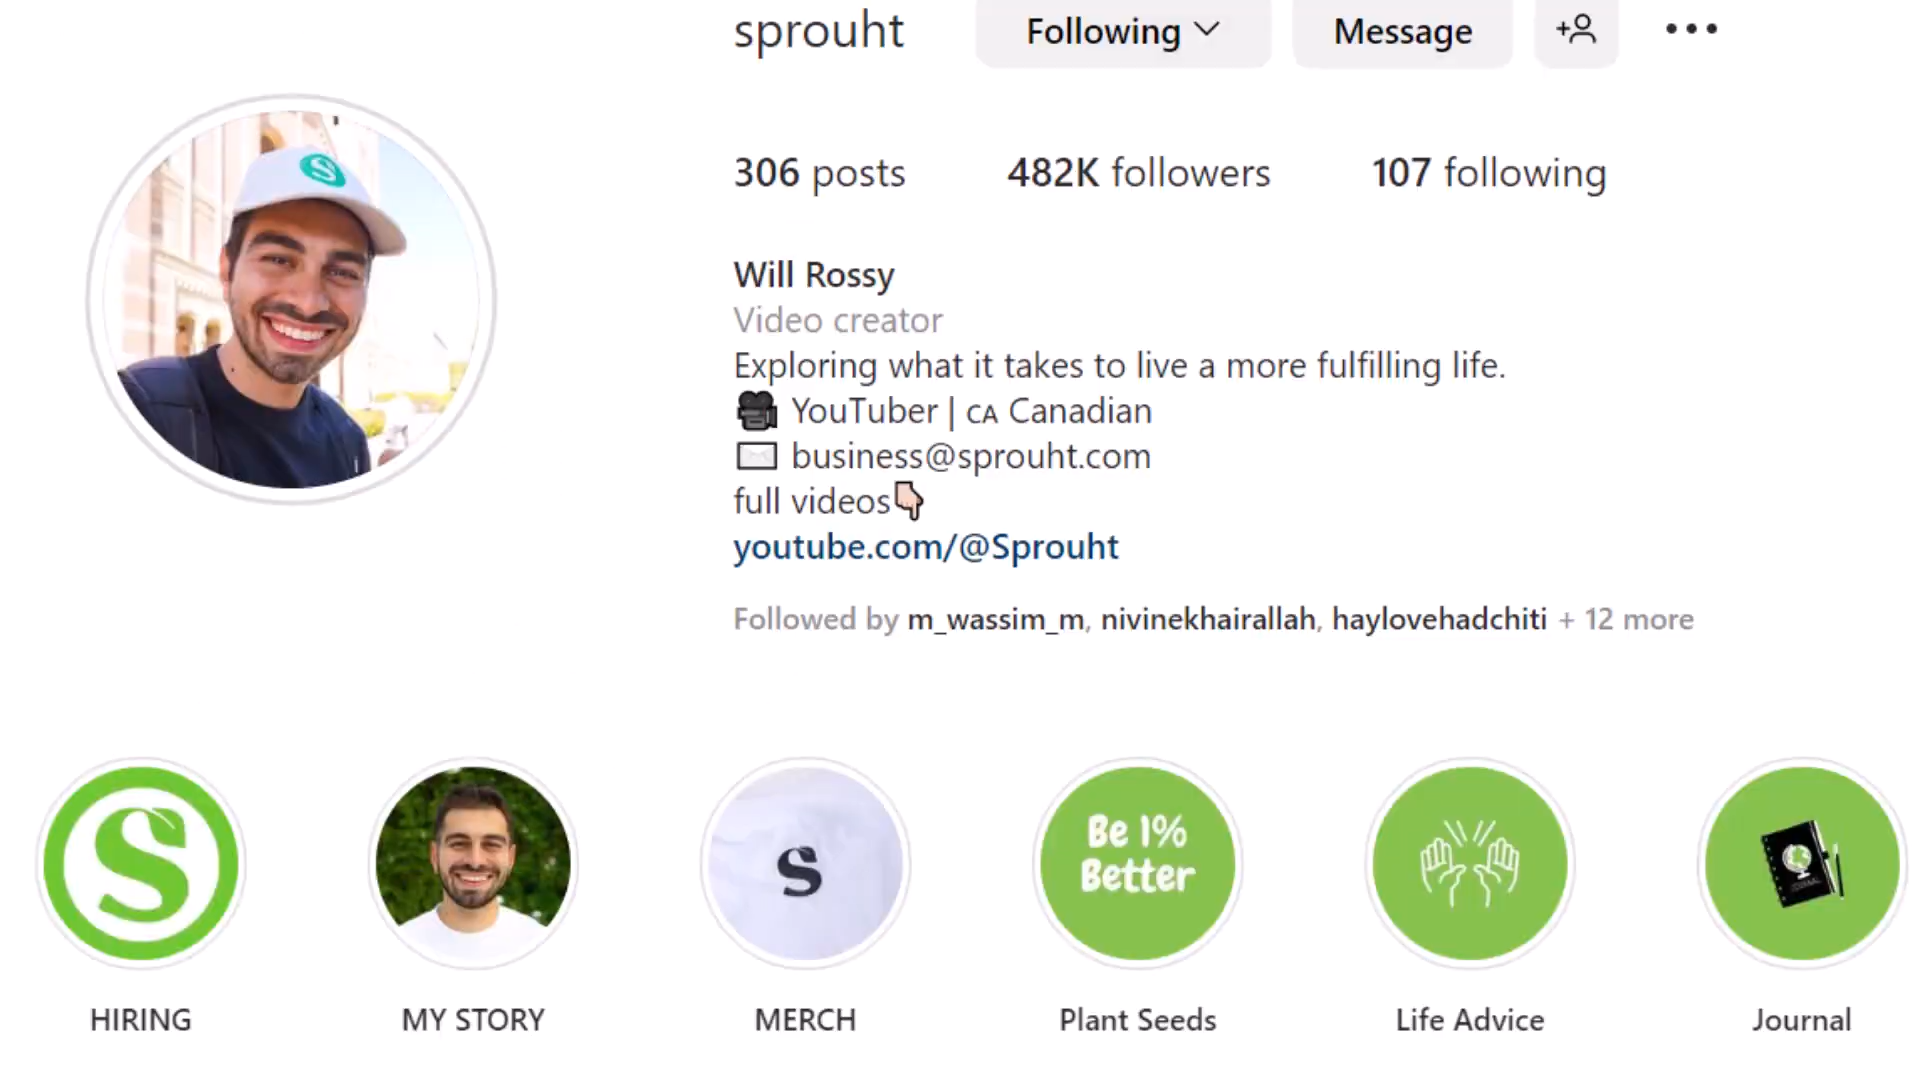 sprouht Following Message
306 posts 482K followers 107 following
Will Rossy
Video creator
Exploring what it takes to live a more fulfilling life.
YouTuber | CA Canadian
business@sprouht.com
full videos
youtube.com/@Sprouht
Followed by m_wassim_m, nivinekhairallah, haylovehadchiti + 12 more
S
S
S
Be 1%
Better
JOURNAL
HIRING MY STORY MERCH Plant Seeds Life Advice Journal